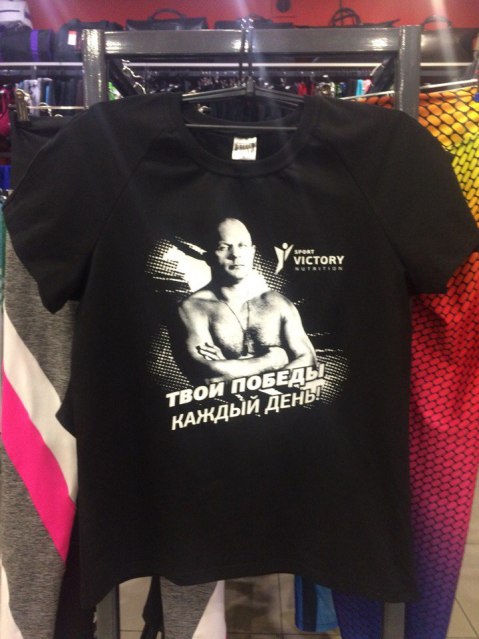 SPORT
VICTORY
NUTRITION
ТВОИ ПОБЕДЫ
КАЖДЫЙ ДЕНЬ!